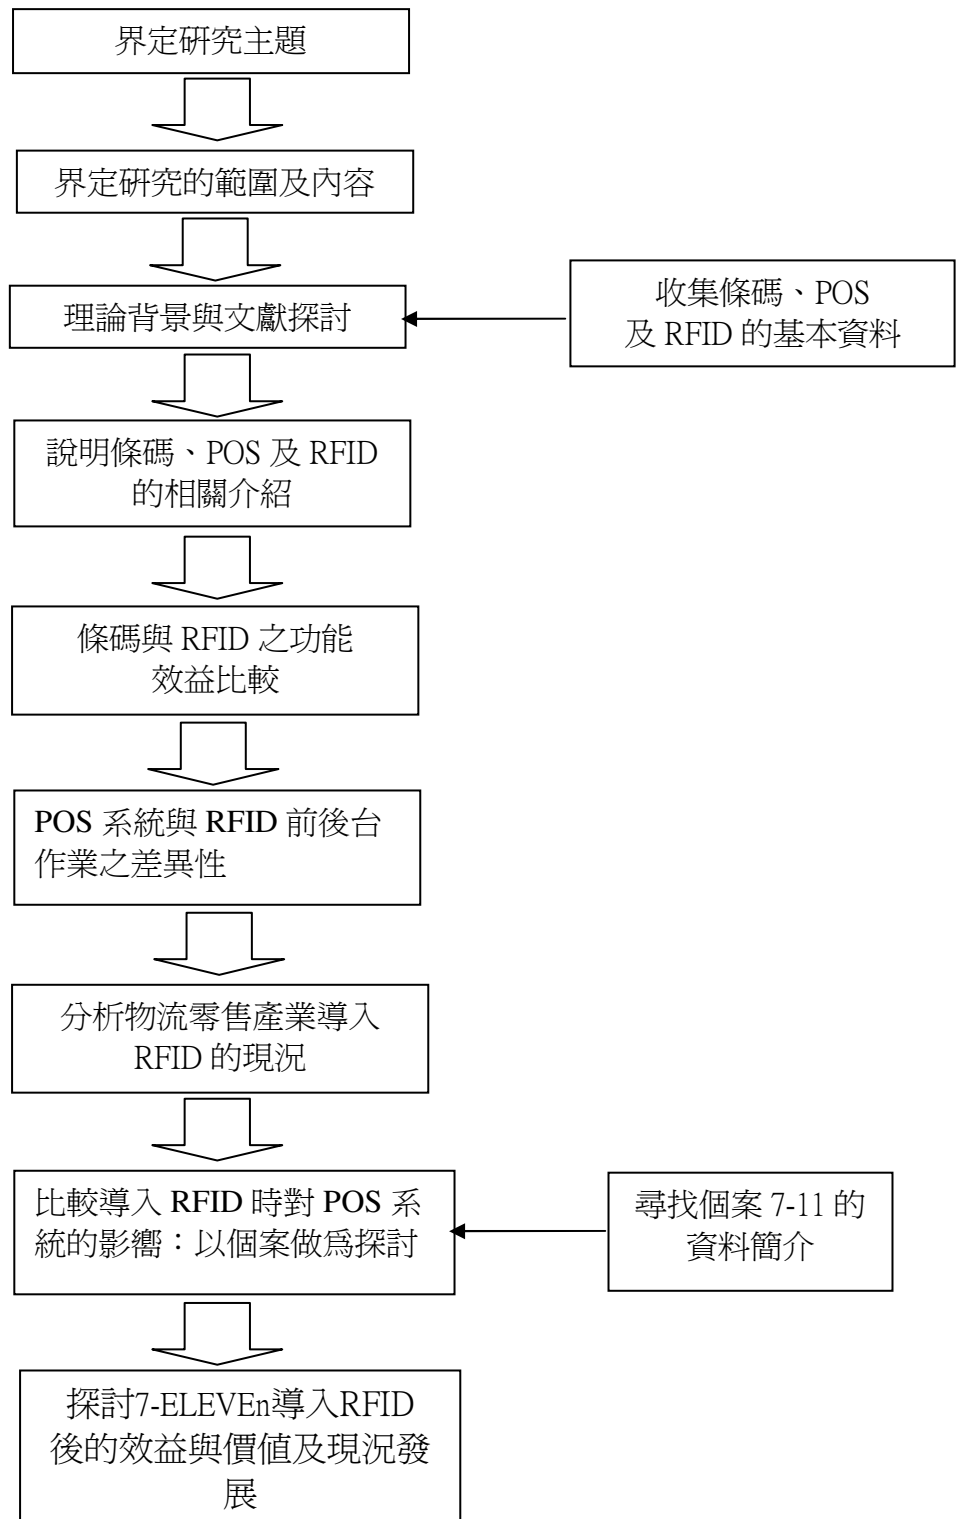 界定研究主題
界定研究的範圍及內容
理論背景與文獻探討
收集條碼、POS
及 RFID 的基本資料
說明條碼、POS 及 RFID
的相關介紹
條碼與 RFID 之功能
效益比較
POS 系統與 RFID 前後台
作業之差異性
分析物流零售產業導入
RFID 的現況
比較導入 RFID 時對 POS 系
統的影嚮：以個案做為探討
尋找個案 7-11 的
資料簡介
探討7-ELEVEn導入RFID
後的效益與價值及現況發
展